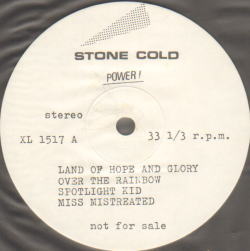 STONE COLD
POWER!
stereo
XL 1517 A 33 1/3 r.p.m.
LAND OF HOPE AND GLORY
OVER THE RAINBOW
SPOTLIGHT KID
MISS MISTREATED
not for sale